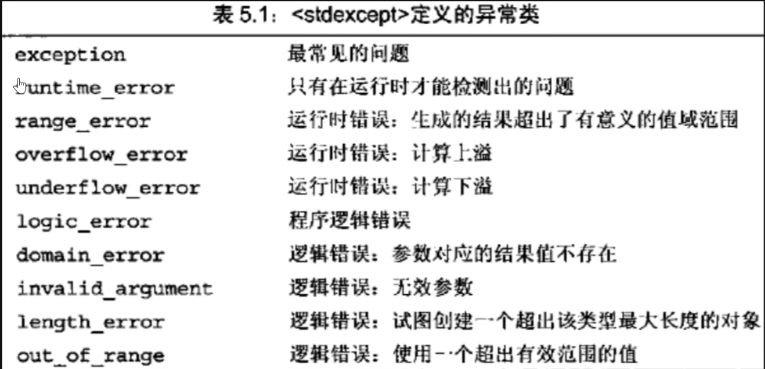 表 5.1：<stdexcept>定义的异常类
exception 最常见的问题
runtime_error 只有在运行时才能检测出的问题
range_error 运行时错误：生成的结果超出了有意义的值域范围
overflow_error 运行时错误：计算上溢
underflow_error 运行时错误：计算下溢
logic_error 程序逻辑错误
domain_error 逻辑错误：参数对应的结果值不存在
invalid_argument 逻辑错误：无效参数
length_error 逻辑错误：试图创建一个超出该类型最大长度的对象
out_of_range 逻辑错误：使用一个超出有效范围的值